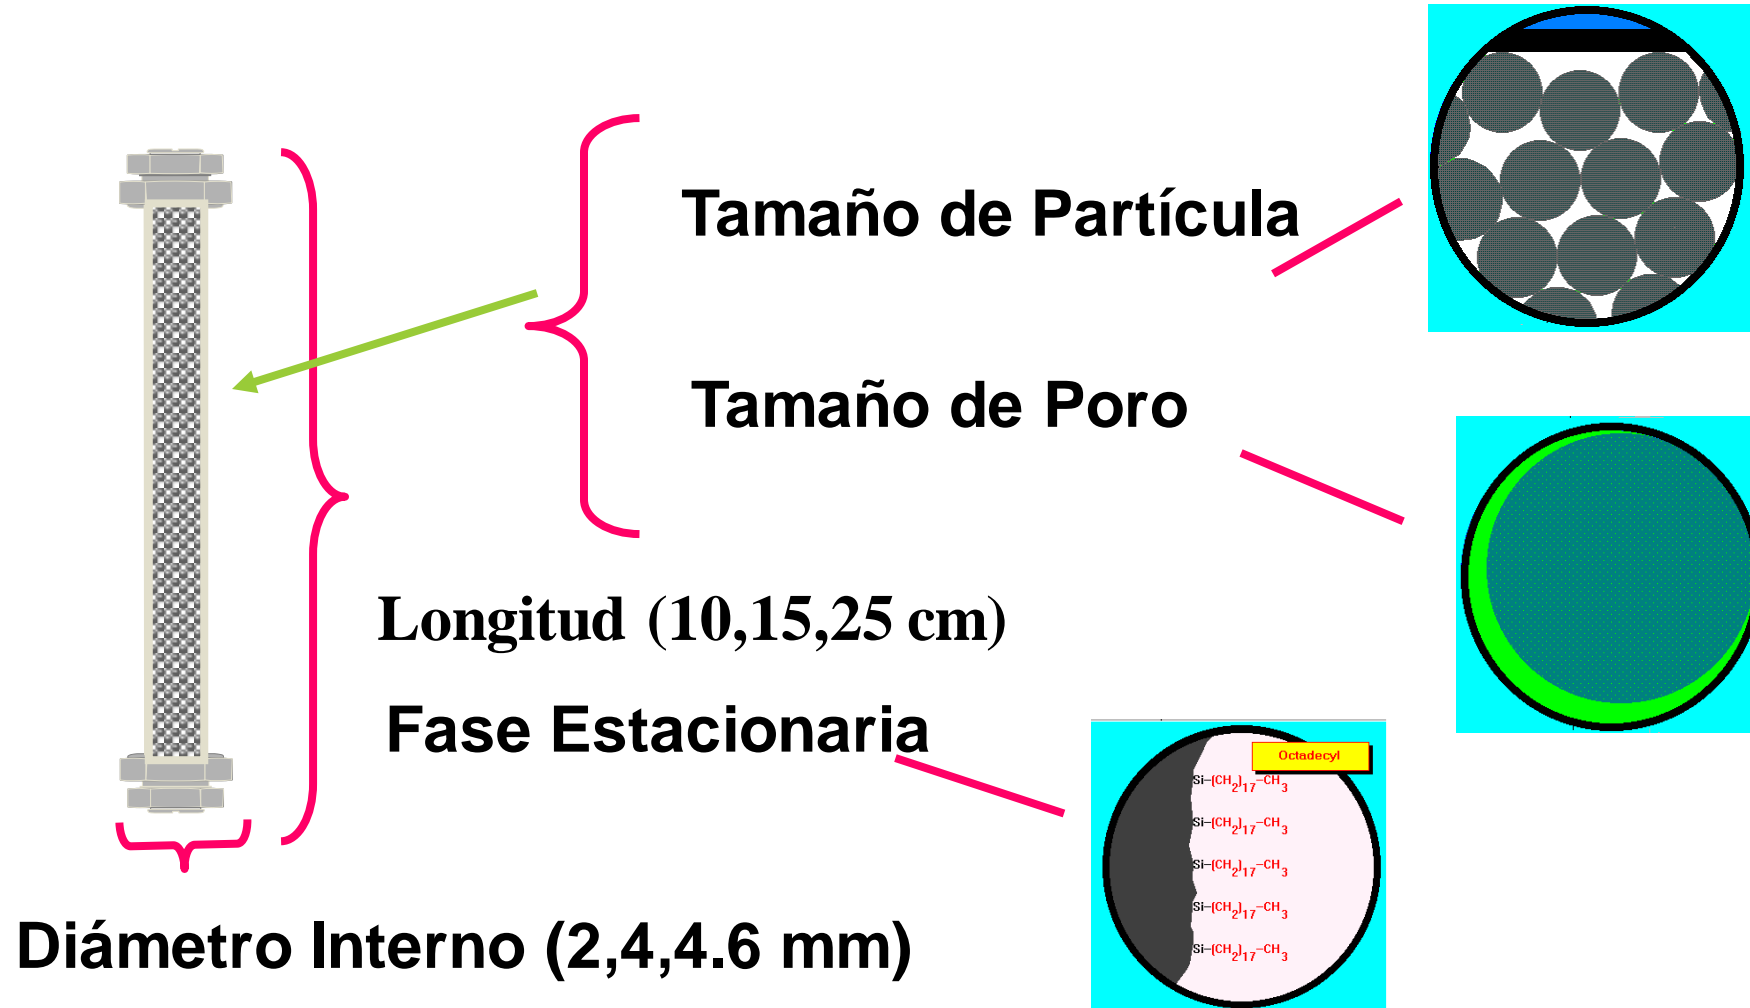 Tamaño de Partícula
Tamaño de Poro
Longitud (10,15,25 cm)
Fase Estacionaria
Octadecyl
Si-(CH2)17-CH3
Si-(CH2)17-CH3
Si-(CH2)17-CH3
Si-(CH2)17-CH3
Si-(CH2)17-CH3
Diámetro Interno (2,4,4.6 mm)